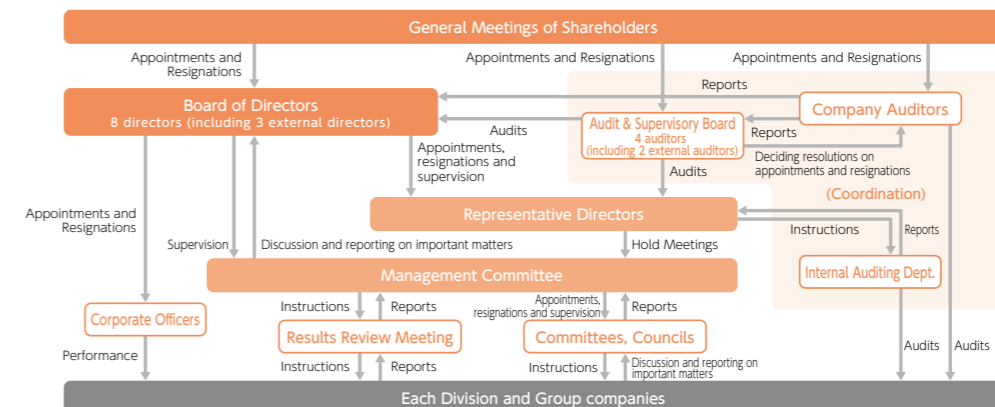 General Meetings of Shareholders
Appointments and
Resignations
Appointments and Resignations
Appointments and Resignations
Reports
Board of Directors
8 directors (including 3 external directors)
Audits
Audit & Supervisory Board
4 auditors
(including 2 external auditors)
Company Auditors
Reports
Deciding resolutions on
appointments and resignations
Appointments,
resignations and
supervision
Audits
(Coordination)
Representative Directors
Appointments and
Resignations
Supervision
Discussion and reporting on important matters
Hold Meetings
Instructions
Reports
Management Committee
Internal Auditing Dept.
Instructions
Reports
Appointments,
resignations and supervision
Reports
Corporate Officers
Results Review Meeting
Committees, Councils
Performance
Instructions
Reports
Instructions
Discussion and reporting on
important matters
Audits
Audits
Each Division and Group companies